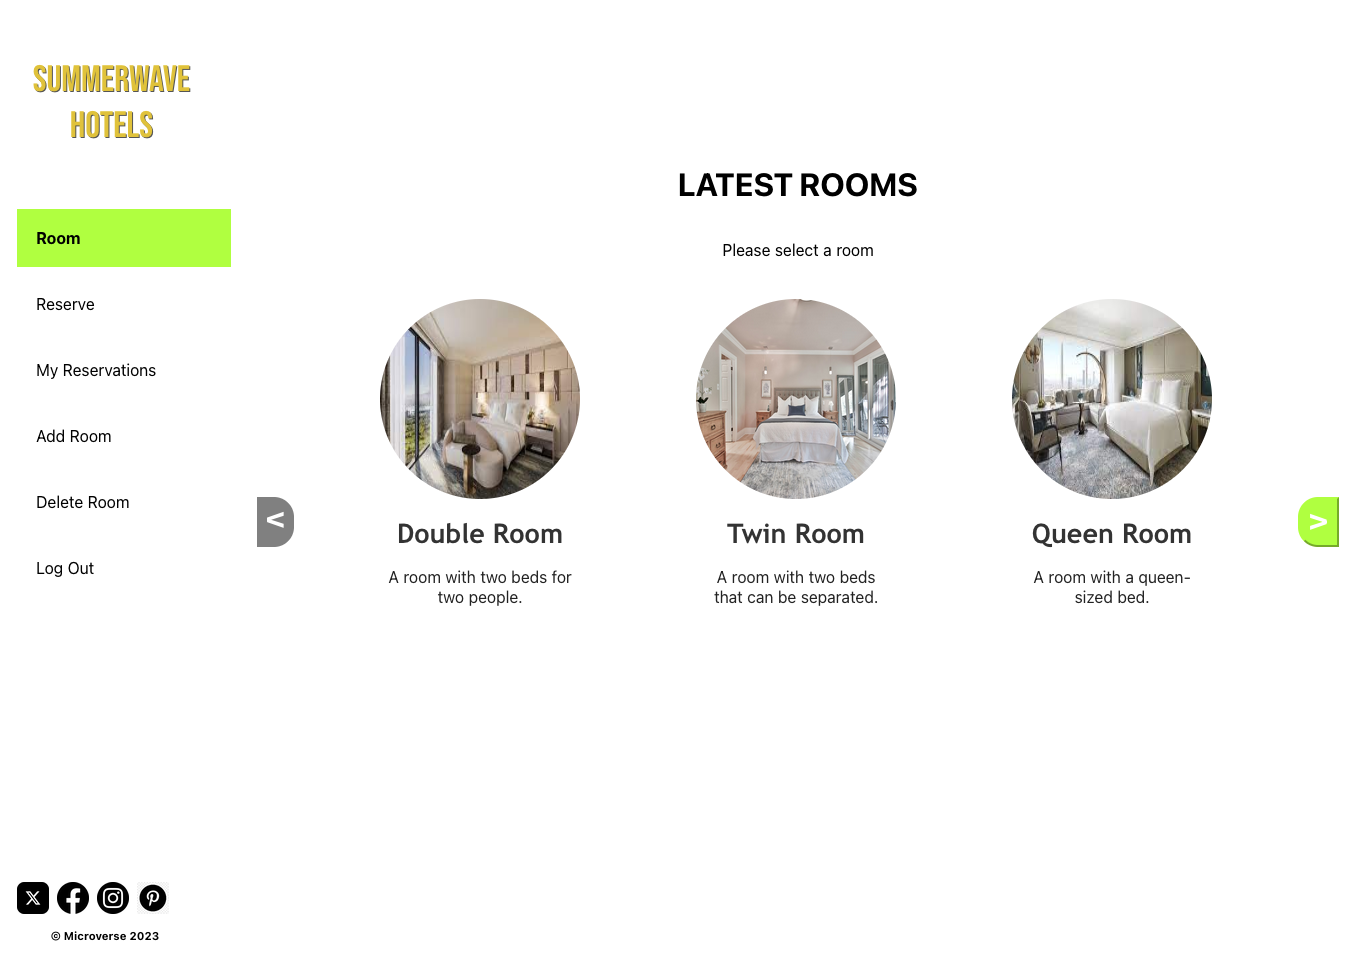 SUMMERWAVE
HOTELS
Room
Reserve
My Reservations
Add Room
Delete Room
Log Out
© Microverse 2023
LATEST ROOMS
Please select a room
<
Double Room
A room with two beds for
two people.
Twin Room
A room with two beds
that can be separated.
Queen Room
A room with a queen-
sized bed.
>